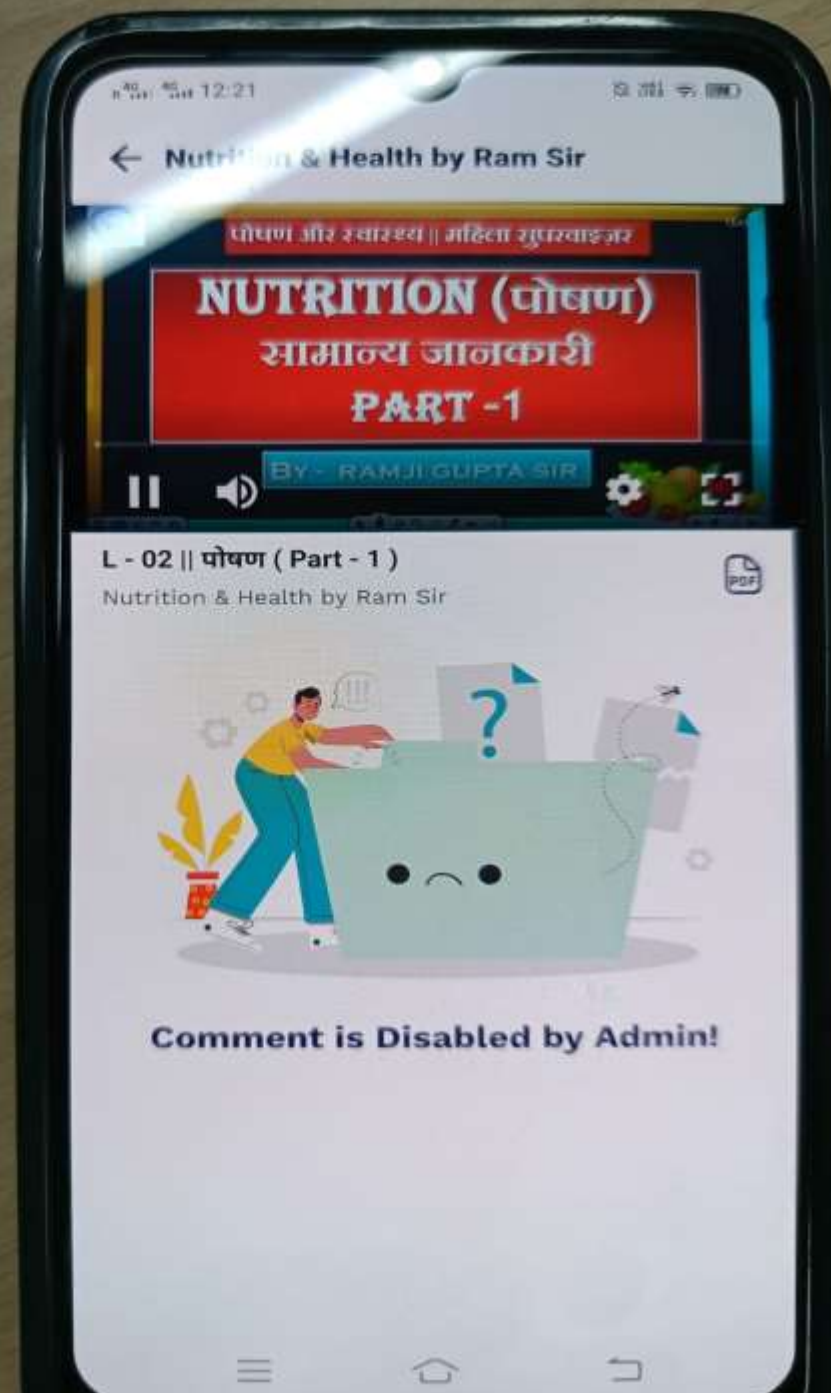 12:21
Nutrition & Health by Ram Sir
पोषण और स्वास्थ्य || महिला सुपरवाइज़र
NUTRITION (पोषण)
सामान्य जानकारी
PART -1
BY - RAMJI GUPTA SIR
L - 02 || पोषण ( Part - 1 )
Nutrition & Health by Ram Sir
PDF
!!!
?
Comment is Disabled by Admin!